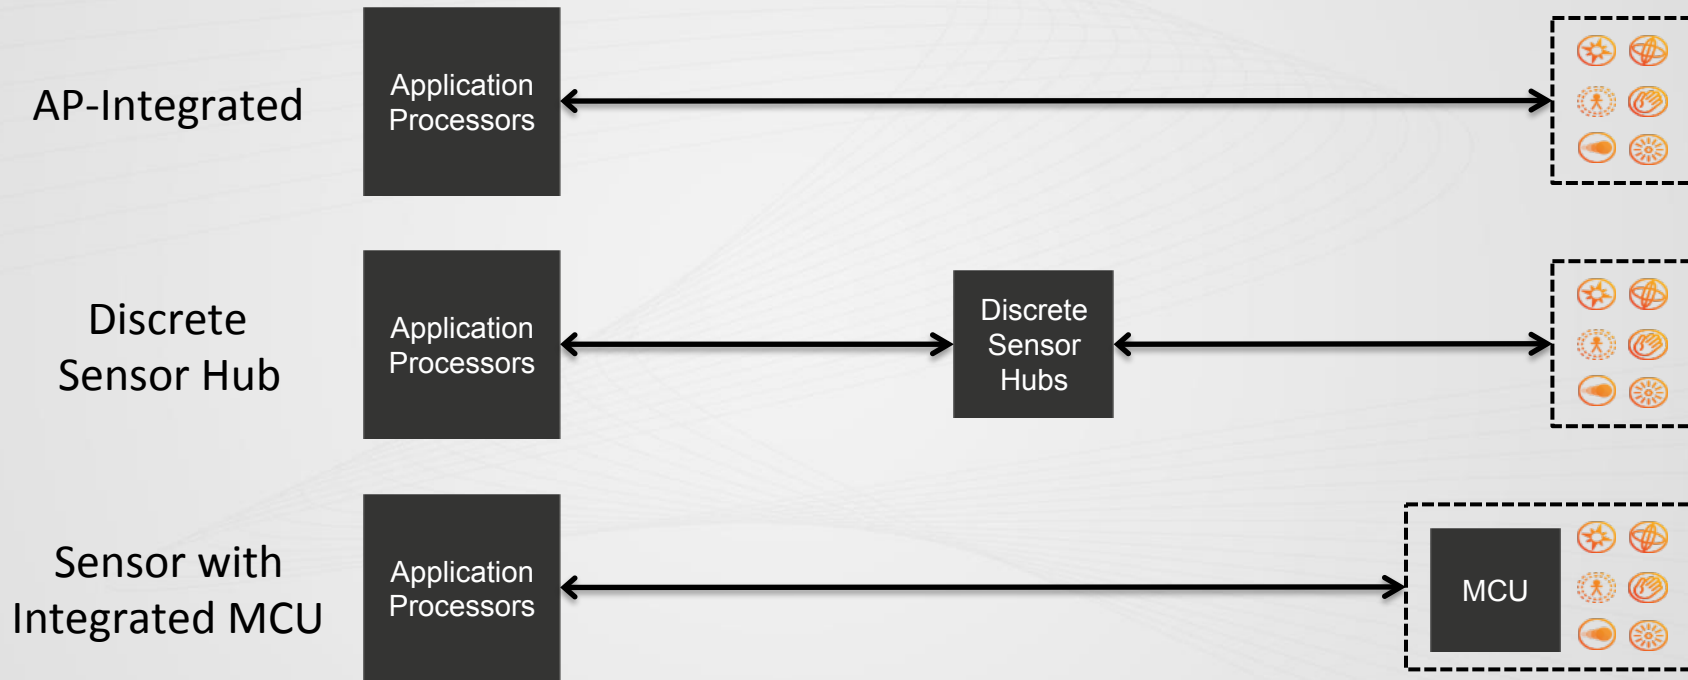 AP-Integrated
Application
Processors
Discrete
Sensor Hub
Application
Processors
Discrete
Sensor
Hubs
Sensor with
Integrated MCU
Application
Processors
MCU